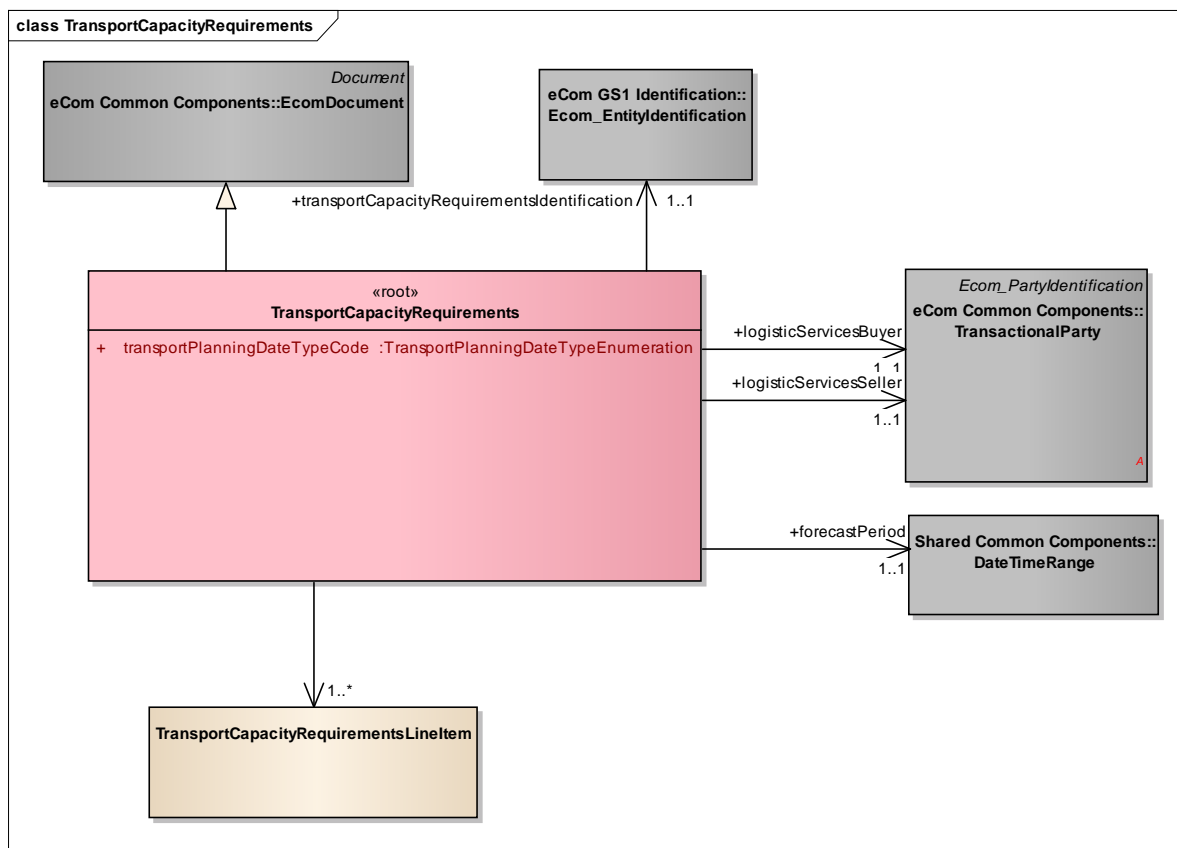 class TransportCapacityRequirements
Document
eCom Common Components::EcomDocument
eCom GS1 Identification::
Ecom_EntityIdentification
+transportCapacityRequirementsIdentification
1..1
«root»
TransportCapacityRequirements
+ transportPlanningDateTypeCode :TransportPlanningDateTypeEnumeration
Ecom_PartyIdentification
eCom Common Components::
TransactionalParty
+logisticServicesBuyer
1..1
+logisticServicesSeller
1..1
A
+forecastPeriod
1..1
Shared Common Components::
DateTimeRange
1..*
TransportCapacityRequirementsLineItem